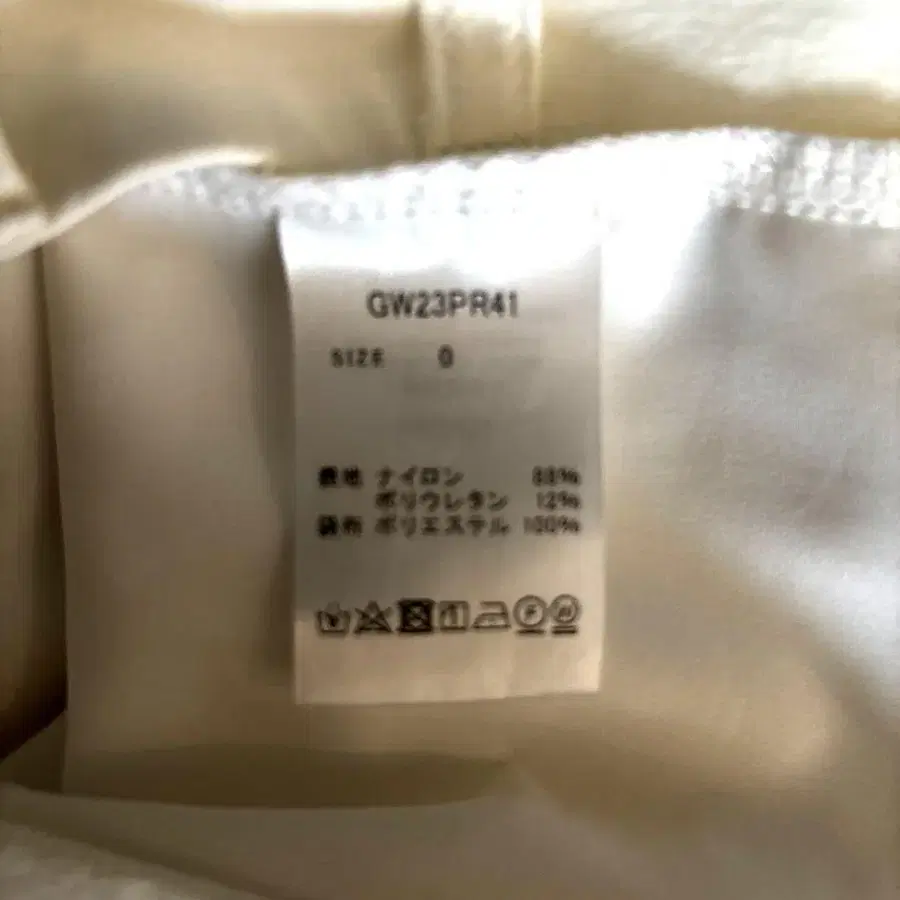 GW23PR41
SIZE 0
表地 ナイロン 88%
ポリウレタン 12%
袋布 ポリエステル 100%